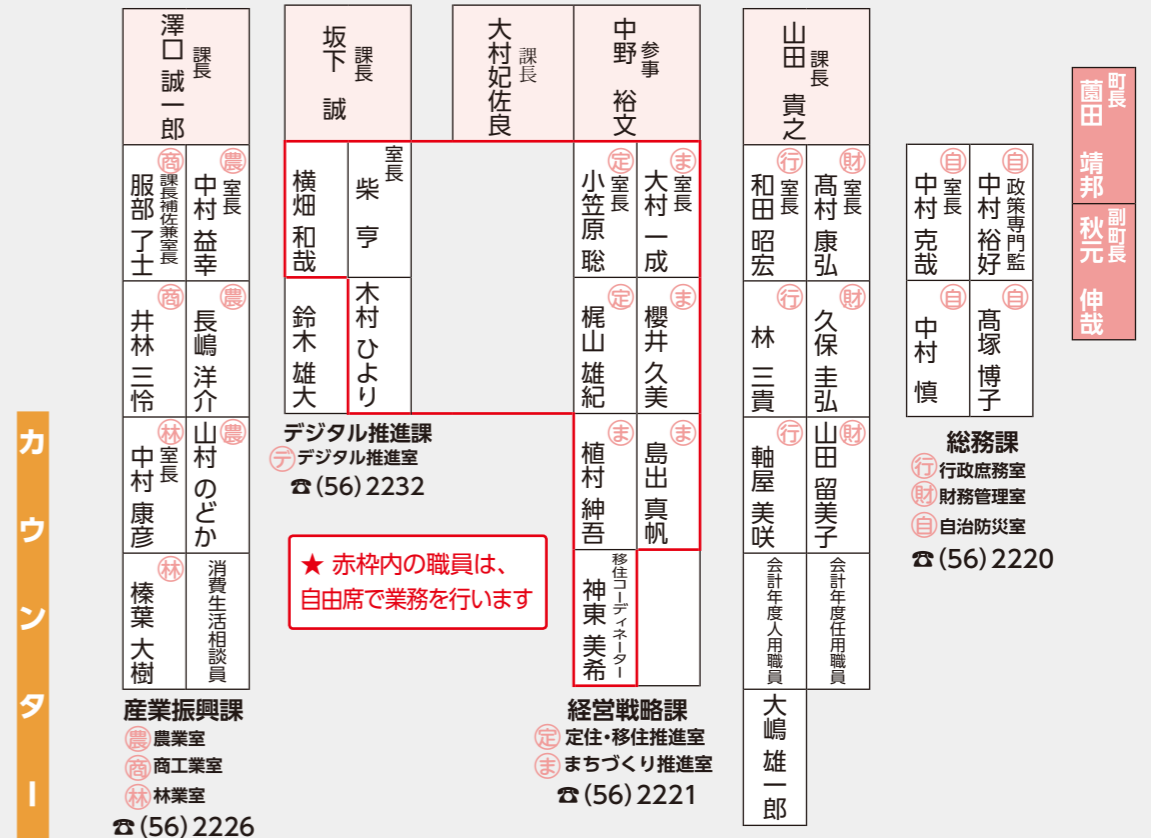 町長
薗田 靖邦
副町長
秋元 伸哉
自 政策専門監
中村 裕好
自
髙塚 博子
自 室長
中村 克哉
自
中村 慎
総務課
行 行政庶務室
財 財務管理室
自 自治防災室
☎(56)2220
課長
山田 貴之
財 室長
髙村 康弘
財
久保 圭弘
財
山田 留美子
会計年度任用職員
行 室長
和田 昭宏
行
林 三貴
行
軸屋 美咲
会計年度人用職員
大嶋 雄一郎
参事
中野 裕文
課長
大村妃佐良
ま 室長
大村 一成
ま
櫻井 久美
ま
島出 真帆
定 室長
小笠原 聡
定
梶山 雄紀
ま
植村 紳吾
移住コーディネーター
神東 美希
経営戦略課
定 定住・移住推進室
ま まちづくり推進室
☎(56)2221
課長
坂下 誠
室長
柴 亨
木村 ひより
横畑 和哉
鈴木 雄大
デジタル推進課
デ デジタル推進室
☎(56)2232
★ 赤枠内の職員は、
自由席で業務を行います
課長
澤口 誠一郎
農 室長
中村 益幸
農
長嶋 洋介
農
山村 のどか
消費生活相談員
商 課長補佐兼室長
服部 了士
商
井林 三怜
林 室長
中村 康彦
林
榛葉 大樹
産業振興課
農 農業室
商 商工業室
林 林業室
☎(56)2226
カウンター